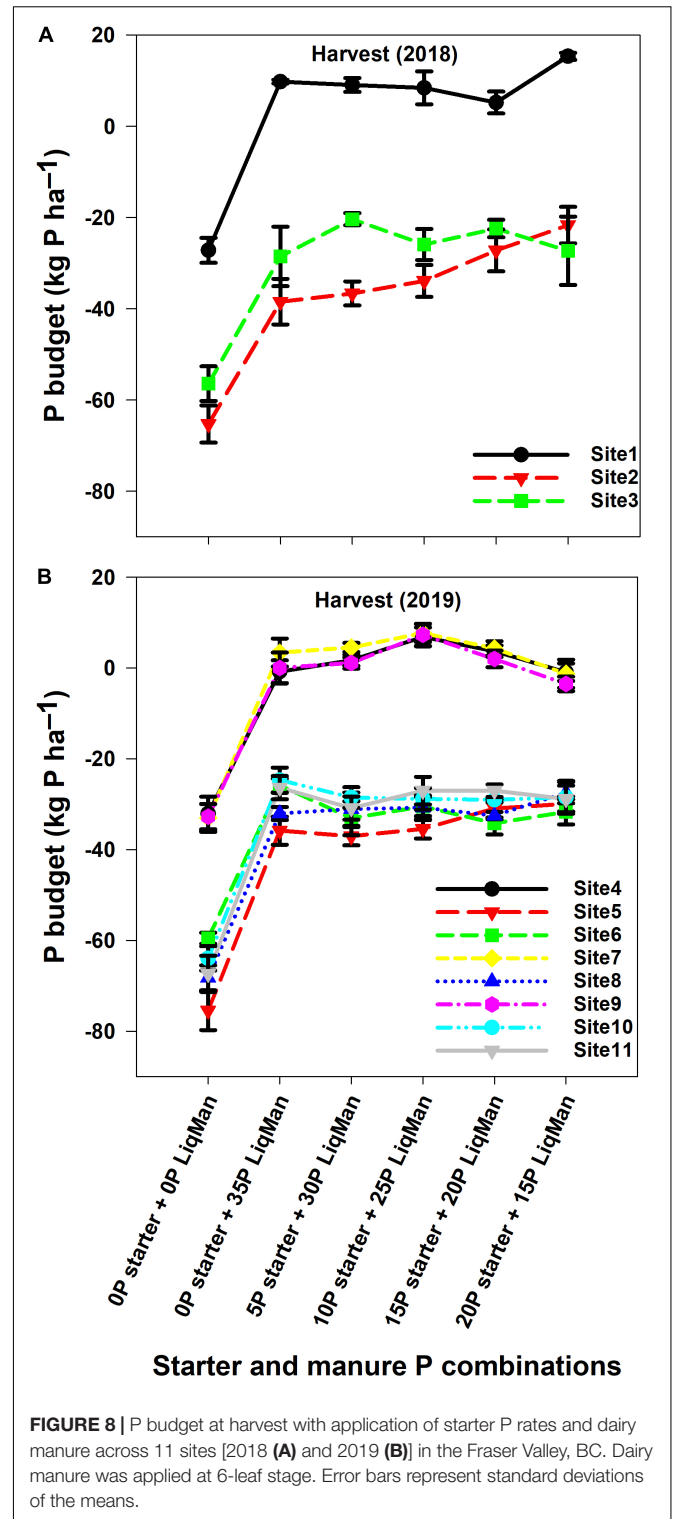 A
Harvest (2018)
20
0
-20
-40
-60
-80
P budget (kg P ha⁻¹)
Site1
Site2
Site3
B
Harvest (2019)
20
0
-20
-40
-60
-80
P budget (kg P ha⁻¹)
Site4
Site5
Site6
Site7
Site8
Site9
Site10
Site11
0P starter + 0P LiqMan
0P starter + 35P LiqMan
5P starter + 30P LiqMan
10P starter + 25P LiqMan
15P starter + 20P LiqMan
20P starter + 15P LiqMan
Starter and manure P combinations
FIGURE 8 | P budget at harvest with application of starter P rates and dairy
manure across 11 sites [2018 (A) and 2019 (B)] in the Fraser Valley, BC. Dairy
manure was applied at 6-leaf stage. Error bars represent standard deviations
of the means.